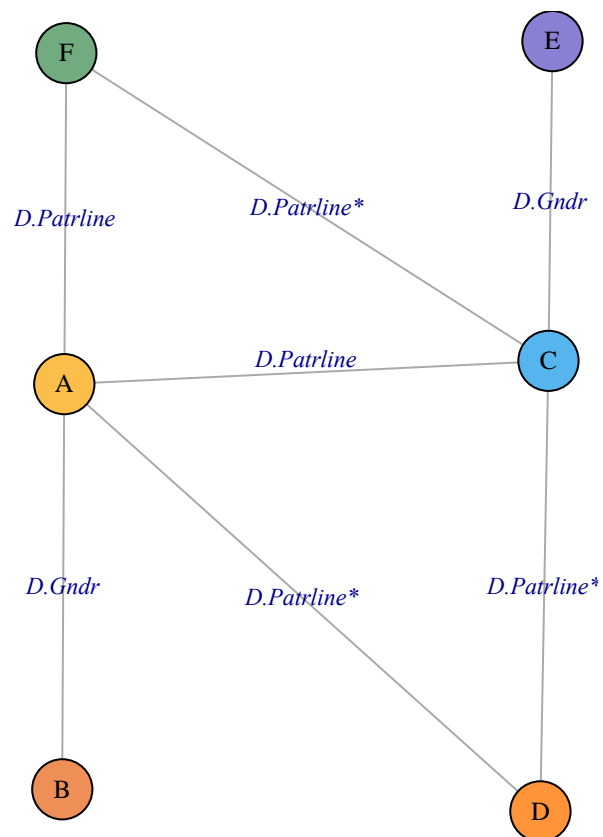 F
E
D.Gndr
D.Patrline*
D.Patrline
D.Patrline
C
A
D.Gndr
D.Patrline*
D.Patrline*
B
D